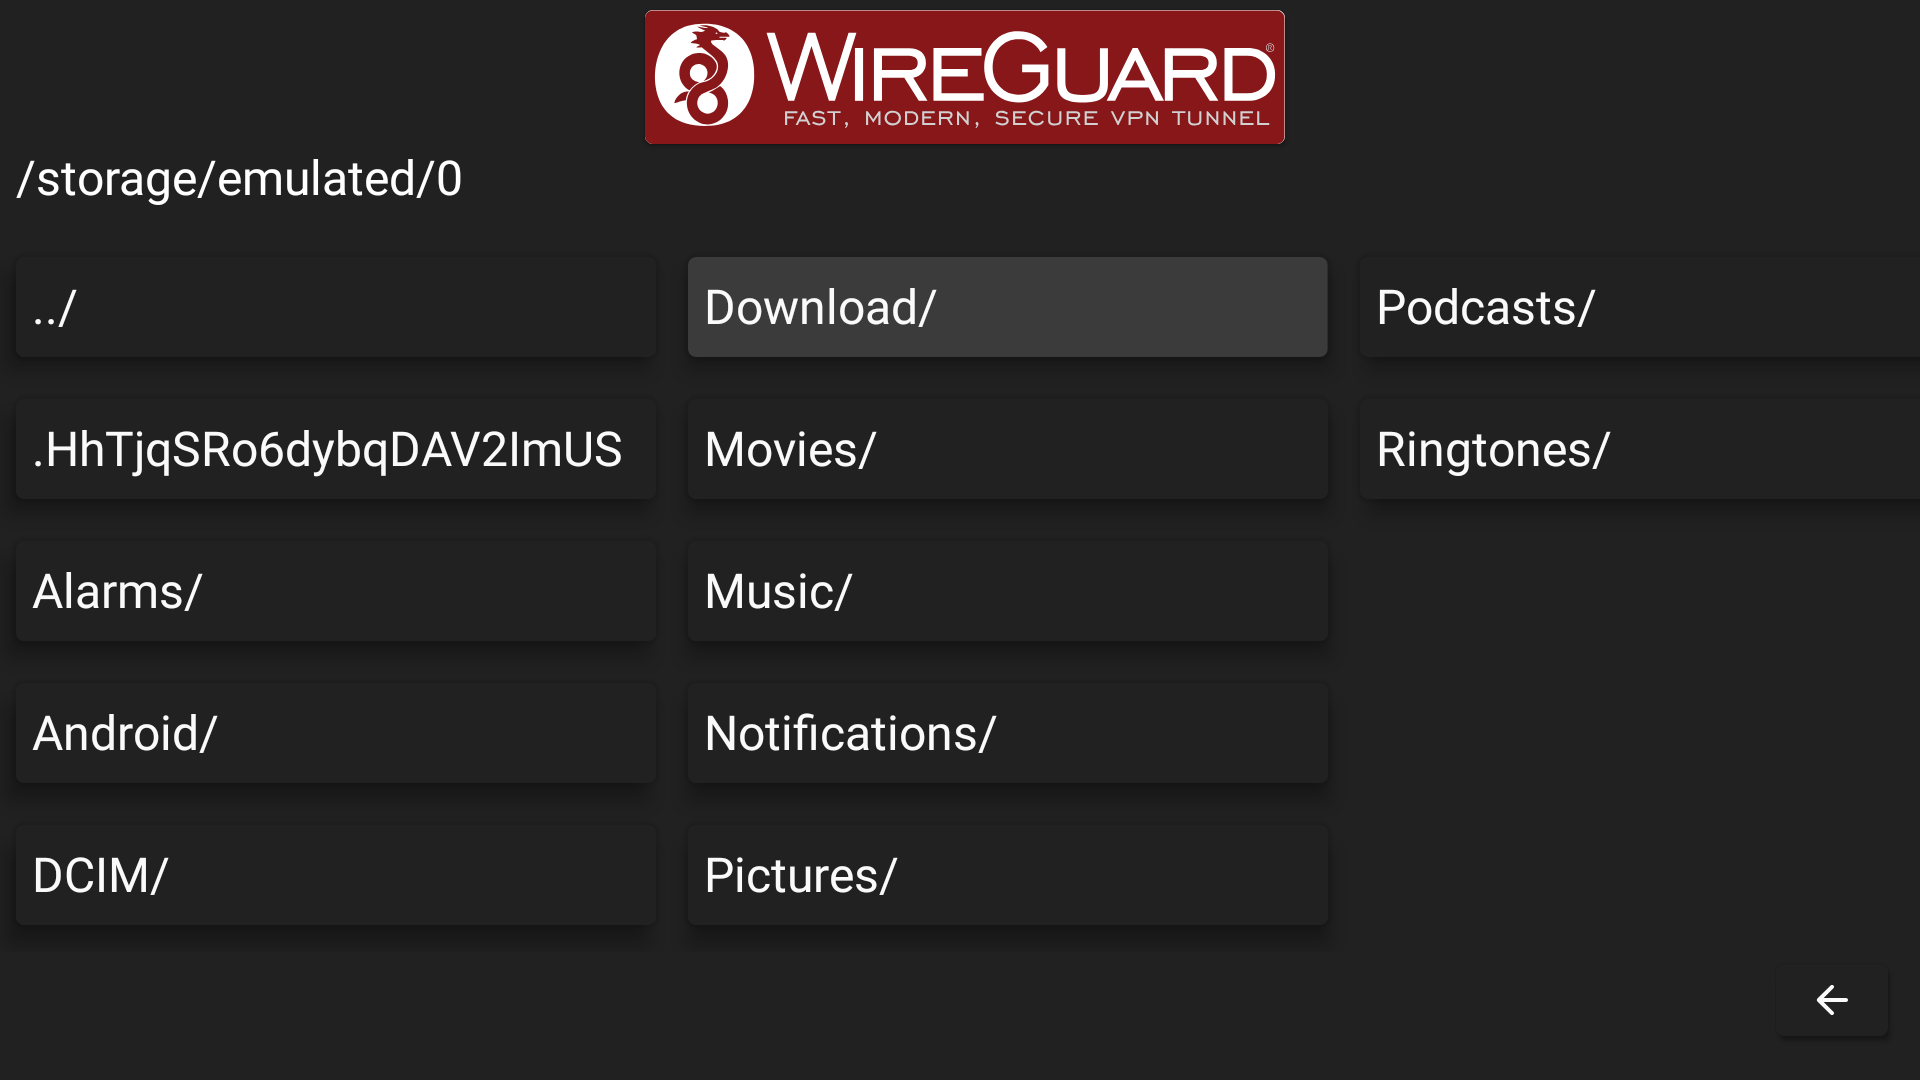 WIREGUARD®
FAST, MODERN, SECURE VPN TUNNEL
/storage/emulated/0
../
.HhTjqSRo6dybqDAV2ImUS
Alarms/
Android/
DCIM/
Download/
Movies/
Music/
Notifications/
Pictures/
Podcasts/
Ringtones/